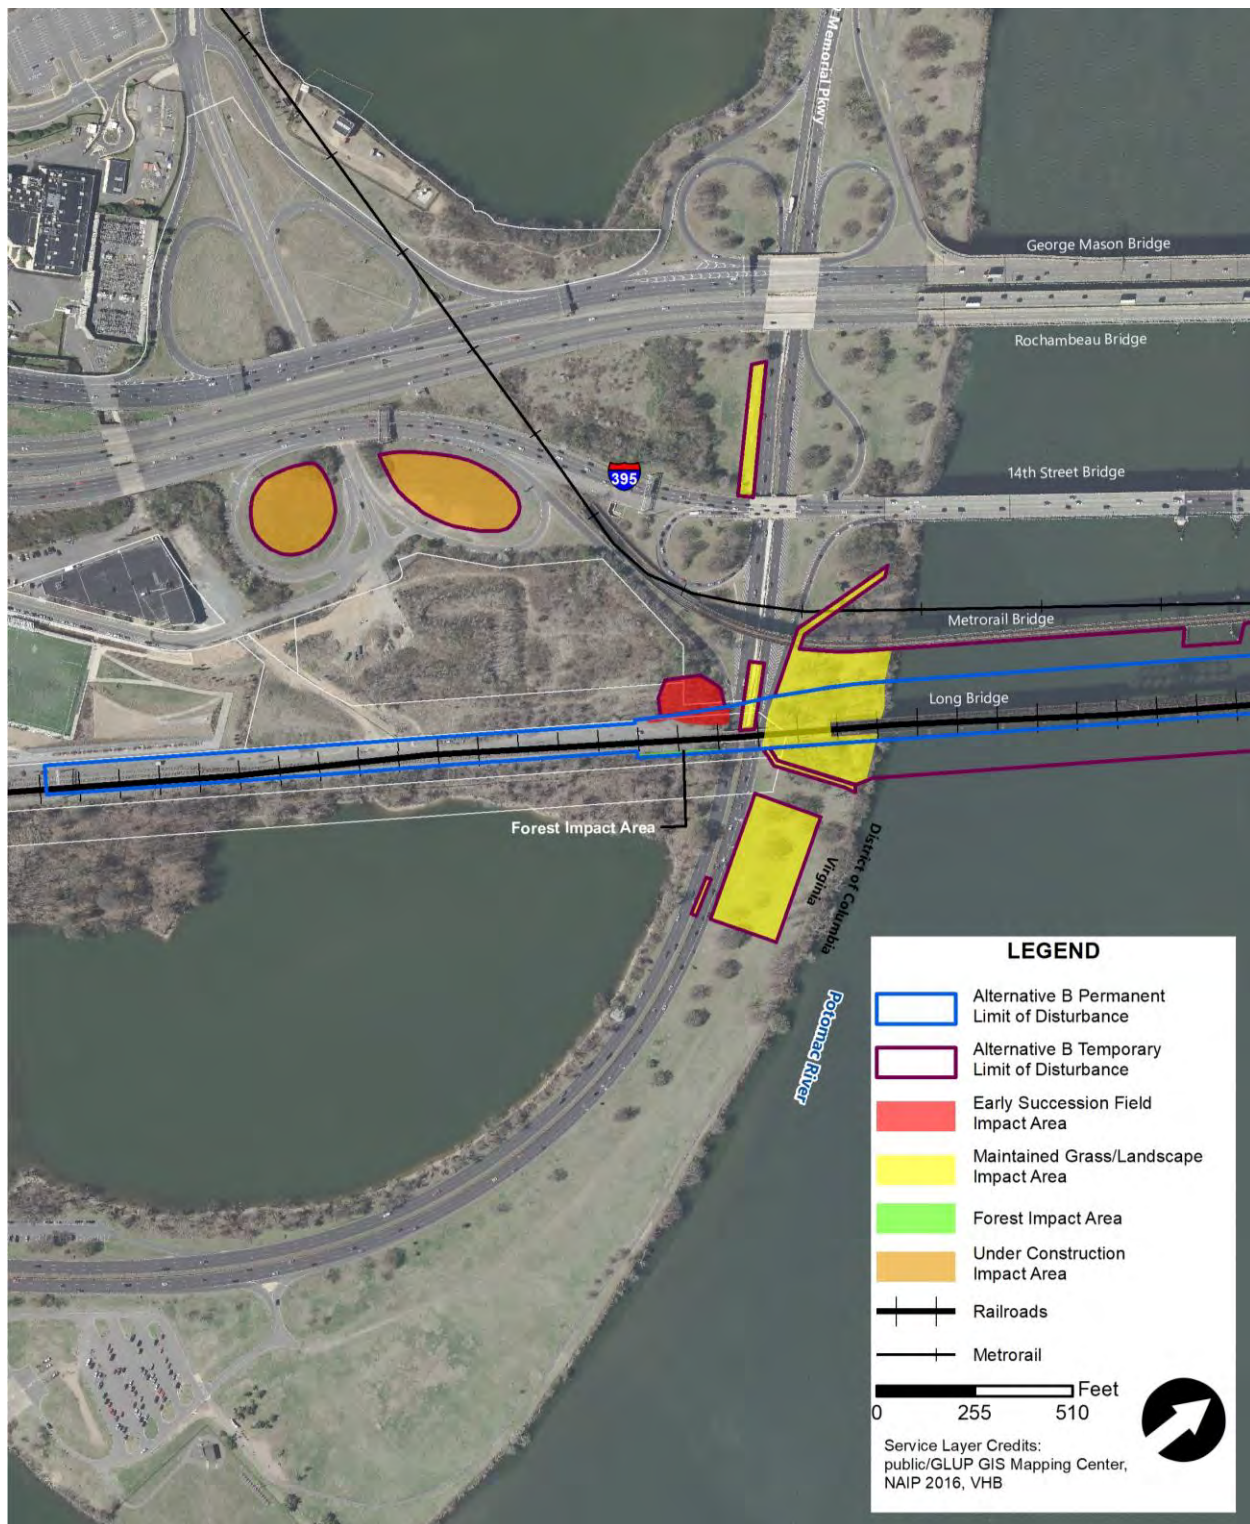 Memorial Pkwy
George Mason Bridge
Rochambeau Bridge
395
14th Street Bridge
Metrorail Bridge
Long Bridge
Forest Impact Area
District of Columbia
Virginia
Potomac River
LEGEND
Alternative B Permanent
Limit of Disturbance
Alternative B Temporary
Limit of Disturbance
Early Succession Field
Impact Area
Maintained Grass/Landscape
Impact Area
Forest Impact Area
Under Construction
Impact Area
Railroads
Metrorail
Feet
0 255 510
Service Layer Credits:
public/GLUP GIS Mapping Center,
NAIP 2016, VHB